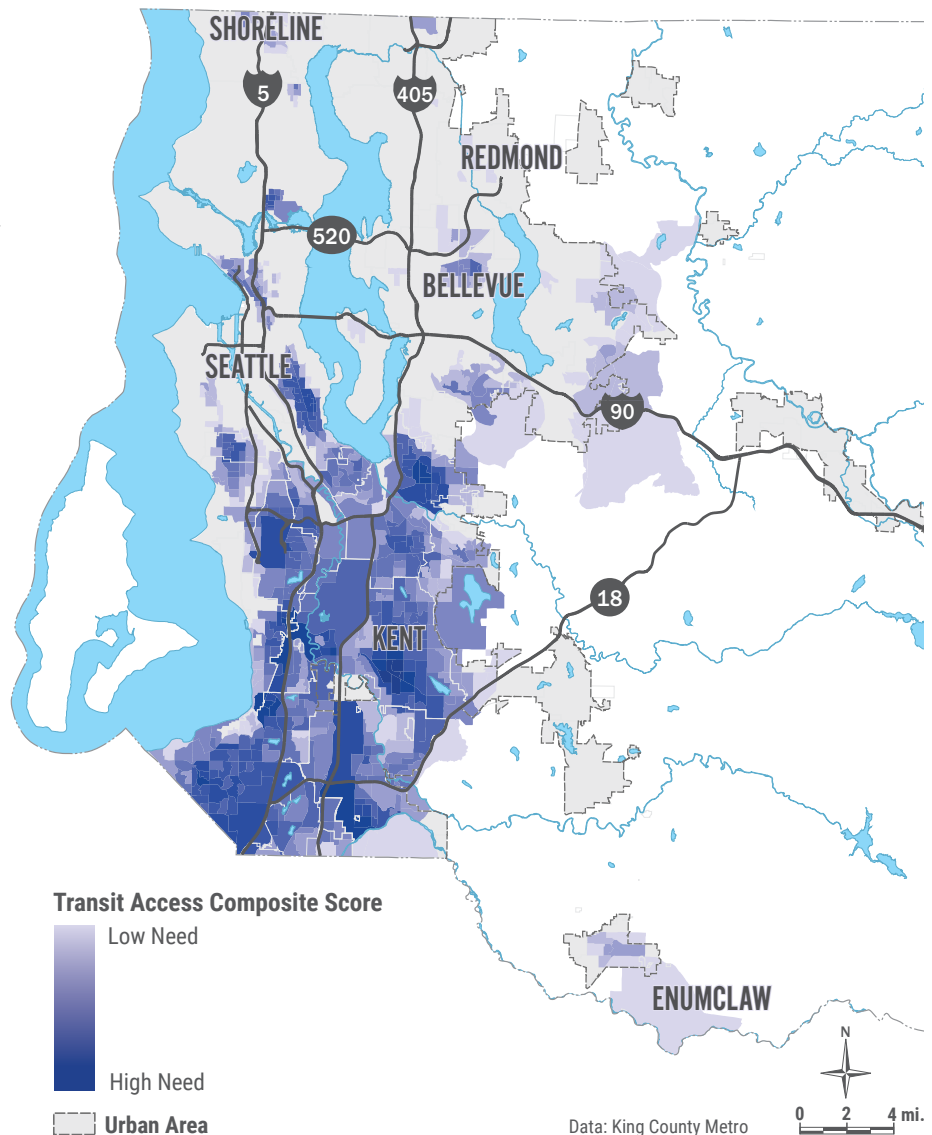 SHORELINE
5
405
REDMOND
520
BELLEVUE
SEATTLE
90
18
KENT
Transit Access Composite Score
Low Need
High Need
Urban Area
ENUMCLAW
N
Data: King County Metro
0 2 4 mi.